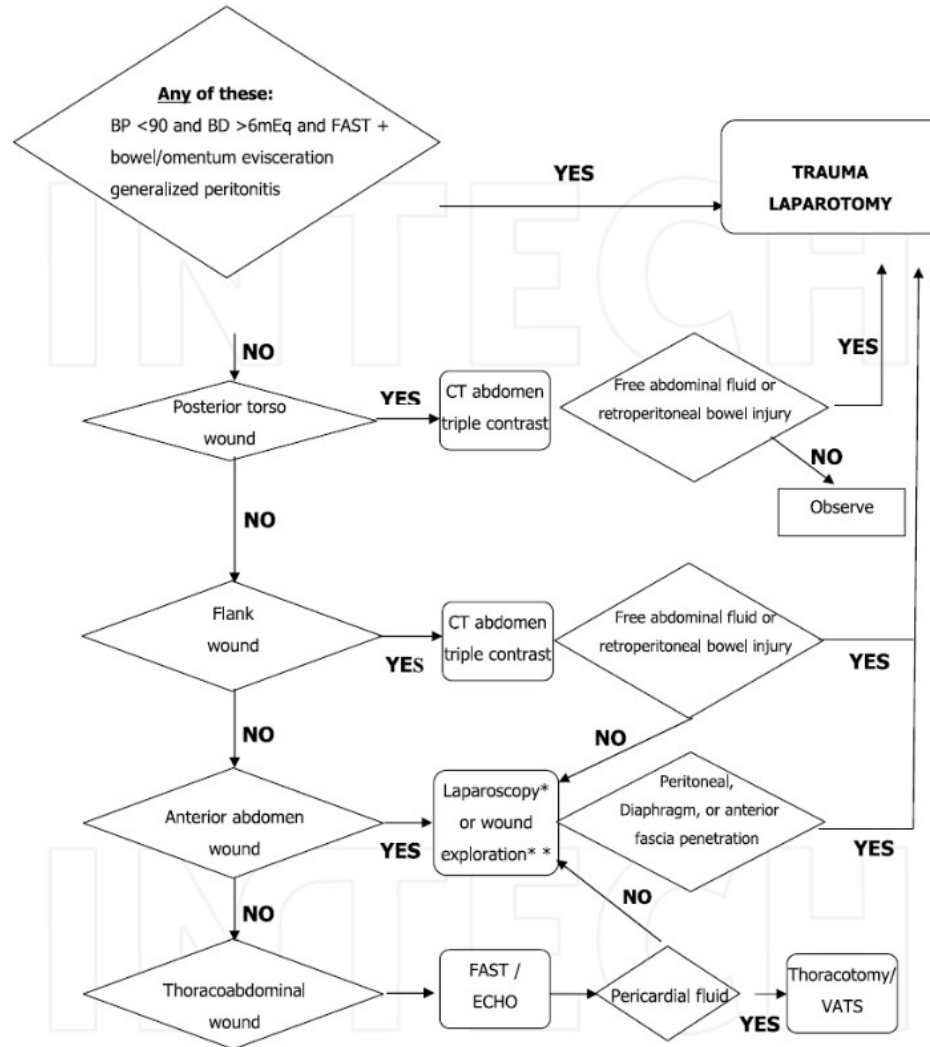 Any of these:
BP <90 and BD >6mEq and FAST +
bowel/omentum evisceration
generalized peritonitis
YES
TRAUMA
LAPAROTOMY
INTECH
NO
Posterior torso
wound
YES
CT abdomen
triple contrast
Free abdominal fluid or
retroperitoneal bowel injury
YES
NO
Observe
NO
Flank
wound
YES
CT abdomen
triple contrast
Free abdominal fluid or
retroperitoneal bowel injury
YES
NO
NO
Anterior abdomen
wound
YES
Laparoscopy*
or wound
exploration* *
Peritoneal,
Diaphragm, or anterior
fascia penetration
YES
INTECH
NO
NO
Thoracoabdominal
wound
FAST /
ECHO
Pericardial fluid
YES
Thoracotomy/
VATS